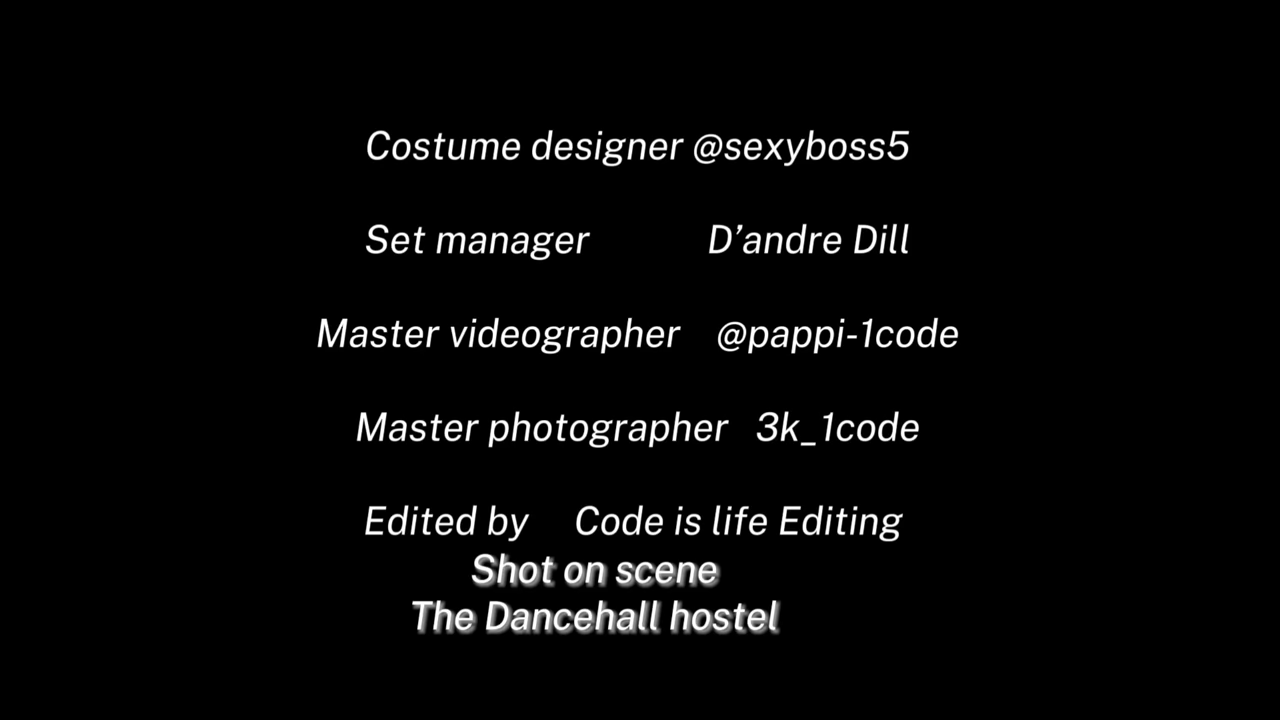 Costume designer @sexyboss5
Set manager D’andre Dill
Master videographer @pappi-1code
Master photographer 3k_1code
Edited by Code is life Editing
Shot on scene
The Dancehall hostel